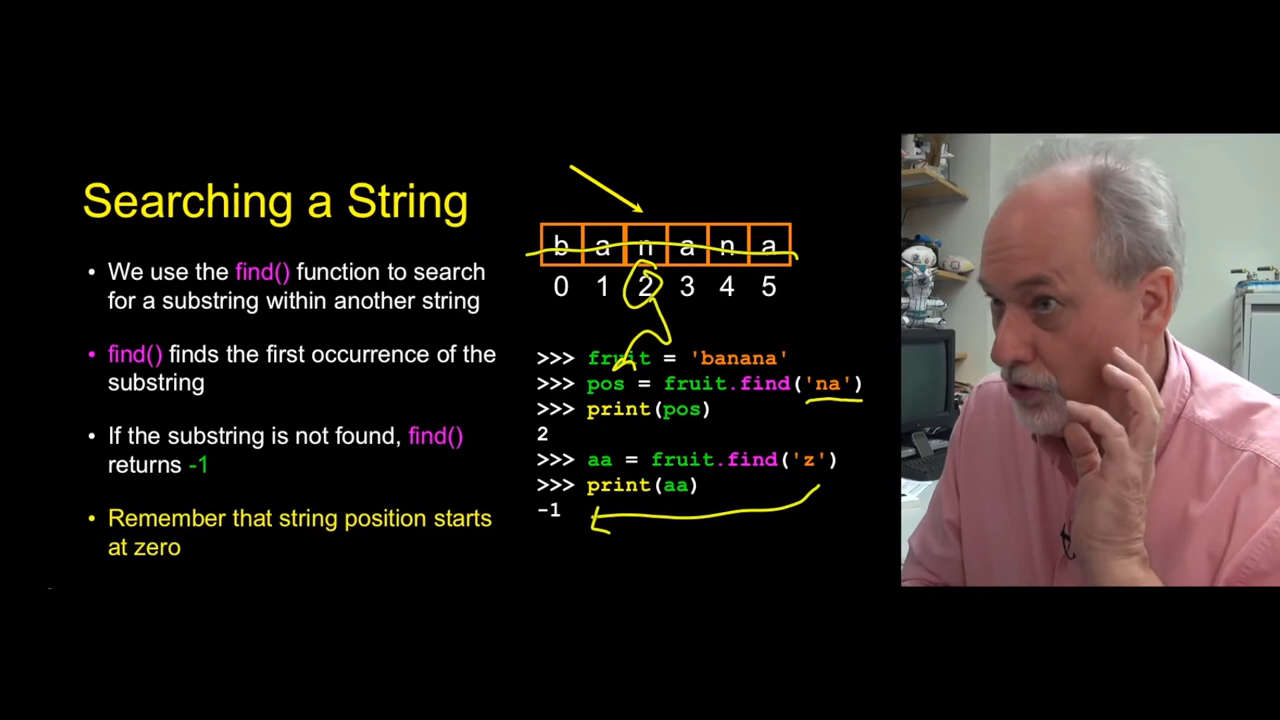 Searching a String
• We use the find() function to search
for a substring within another string
• find() finds the first occurrence of the
substring
• If the substring is not found, find()
returns -1
• Remember that string position starts
at zero
b a n a n a
0 1 2 3 4 5
>>> fruit = 'banana'
>>> pos = fruit.find('na')
>>> print(pos)
2
>>> aa = fruit.find('z')
>>> print(aa)
-1